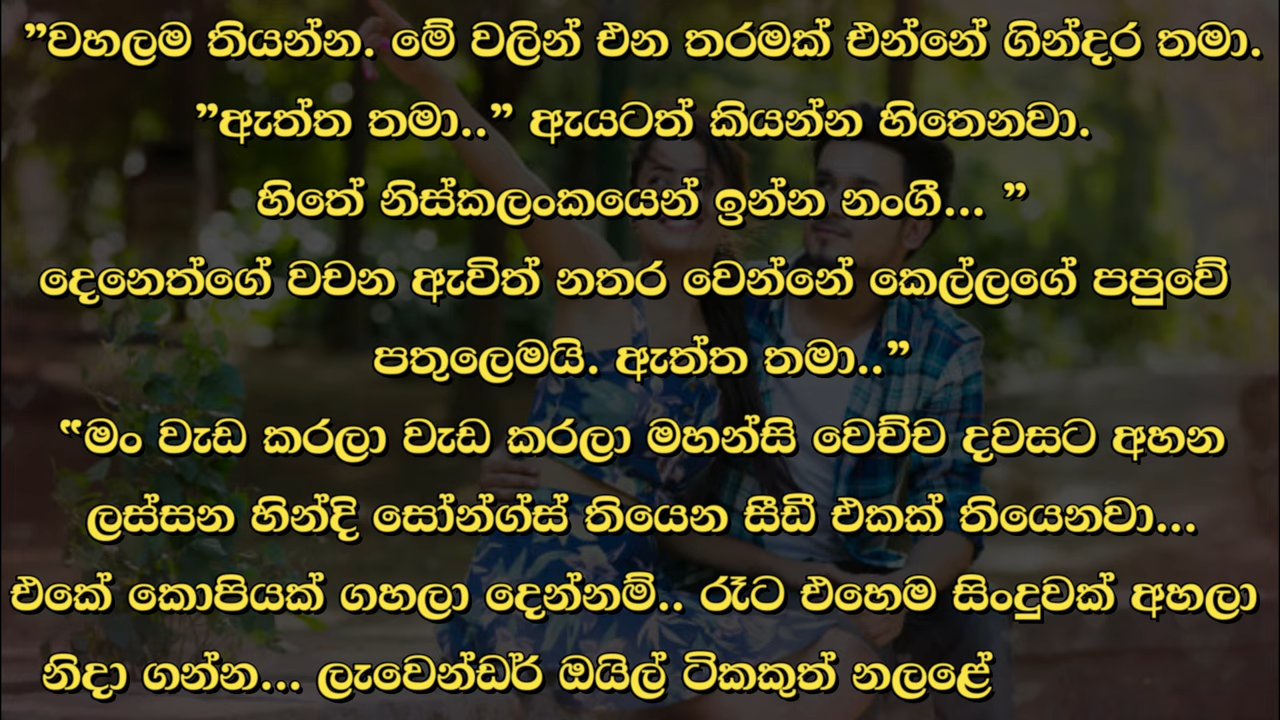 ”වහලම තියන්න. මේ වලින් එන තරමක් එන්නේ ගින්දර තමා.
”ඇත්ත තමා..” ඇයටත් කියන්න හිතෙනවා.
හිතේ නිස්කලංකයෙන් ඉන්න නංගී... ”
දෙනෙත්ගේ වචන ඇවිත් නතර වෙන්නේ කෙල්ලගේ පපුවේ
පතුලෙමයි. ඇත්ත තමා..”
“මං වැඩ කරලා වැඩ කරලා මහන්සි වෙච්ච දවසට අහන
ලස්සන හින්දි සෝන්ග්ස් තියෙන සීඩී එකක් තියෙනවා...
එකේ කොපියක් ගහලා දෙන්නම්.. රෑට එහෙම සිංදුවක් අහලා
නිදා ගන්න... ලැවෙන්ඩර් ඔයිල් ටිකකුත් නලළේ